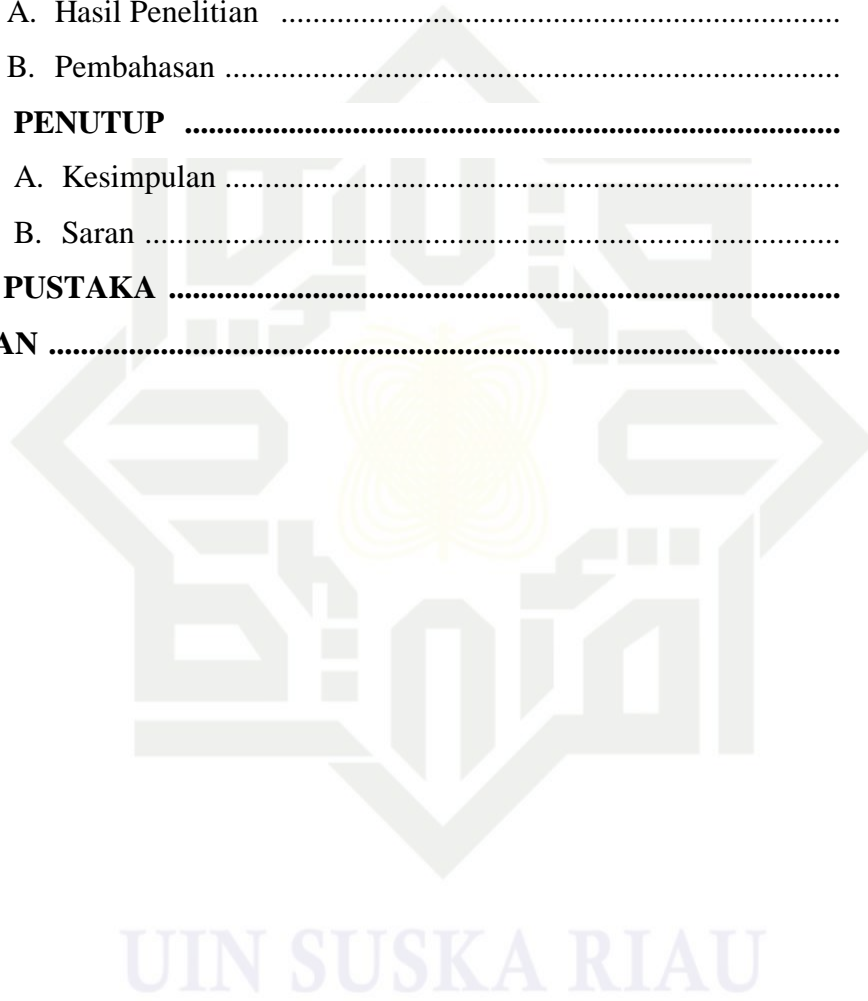 A. Hasil Penelitian ......................................................................
B. Pembahasan .............................................................................
PENUTUP .................................................................................
A. Kesimpulan .............................................................................
B. Saran .......................................................................................
PUSTAKA ...................................................................................
AN ..................................................................................................
UIN SUSKA RIAU